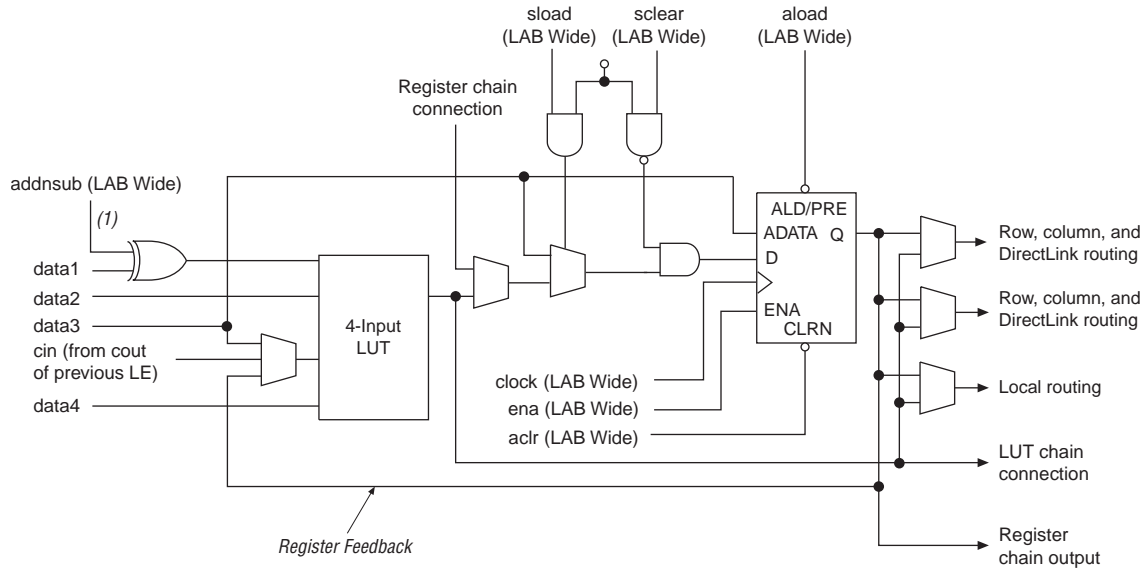 sload
(LAB Wide)
sclear
(LAB Wide)
aload
(LAB Wide)
Register chain
connection
addnsub (LAB Wide)
(1)
data1
data2
data3
cin (from cout
of previous LE)
data4
4-Input
LUT
ALD/PRE
ADATA
Q
D
ENA
CLRN
clock (LAB Wide)
ena (LAB Wide)
aclr (LAB Wide)
Row, column, and
DirectLink routing
Row, column, and
DirectLink routing
Local routing
LUT chain
connection
Register
chain output
Register Feedback